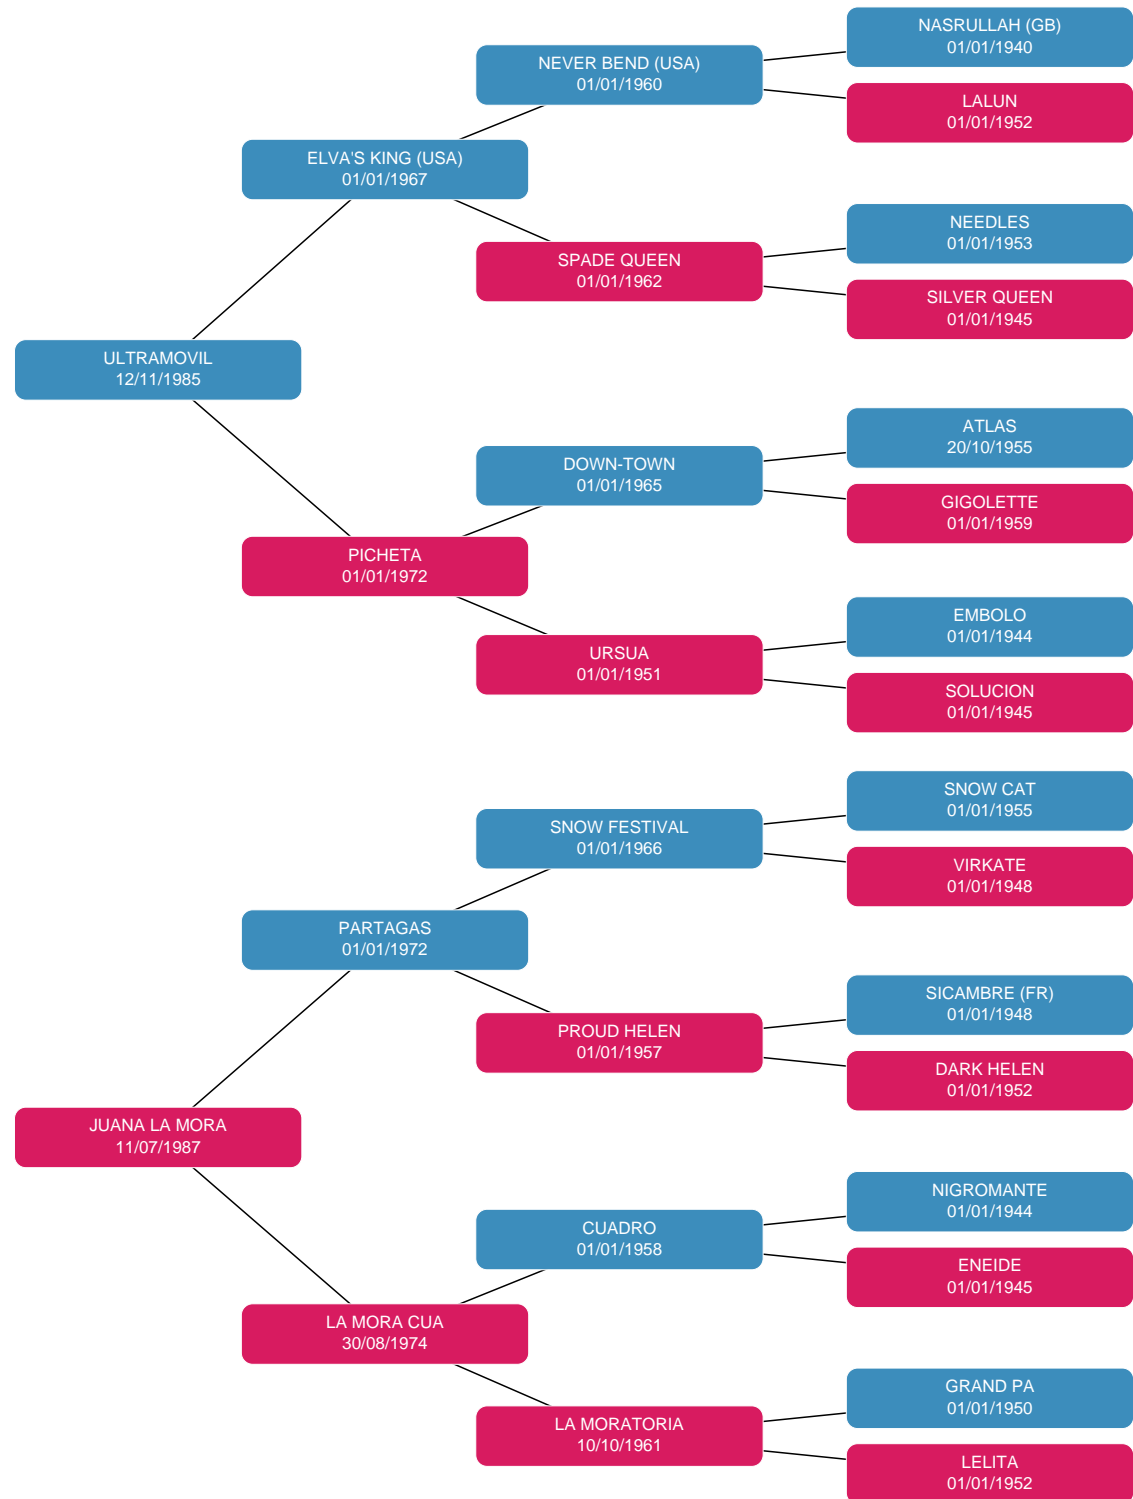 NASRULLAH (GB)
01/01/1940
NEVER BEND (USA)
01/01/1960
LALUN
01/01/1952
ELVA'S KING (USA)
01/01/1967
NEEDLES
01/01/1953
SPADE QUEEN
01/01/1962
SILVER QUEEN
01/01/1945
ULTRAMOVIL
12/11/1985
ATLAS
20/10/1955
DOWN-TOWN
01/01/1965
GIGOLETTE
01/01/1959
PICHETA
01/01/1972
EMBOLO
01/01/1944
URSUA
01/01/1951
SOLUCION
01/01/1945
SNOW CAT
01/01/1955
SNOW FESTIVAL
01/01/1966
VIRKATE
01/01/1948
PARTAGAS
01/01/1972
SICAMBRE (FR)
01/01/1948
PROUD HELEN
01/01/1957
DARK HELEN
01/01/1952
JUANA LA MORA
11/07/1987
NIGROMANTE
01/01/1944
CUADRO
01/01/1958
ENEIDE
01/01/1945
LA MORA CUA
30/08/1974
GRAND PA
01/01/1950
LA MORATORIA
10/10/1961
LELITA
01/01/1952